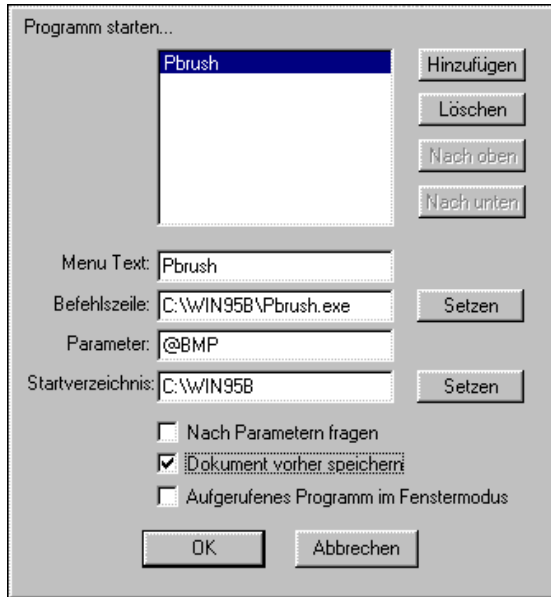 Programm starten...
Pbrush
Hinzufügen
Löschen
Nach oben
Nach unten
Menu Text: Pbrush
Befehlszeile: C:\WIN95B\Pbrush.exe Setzen
Parameter: @BMP
Startverzeichnis: C:\WIN95B Setzen
Nach Parametern fragen
Dokument vorher speichern
Aufgerufenes Programm im Fenstermodus
OK Abbrechen